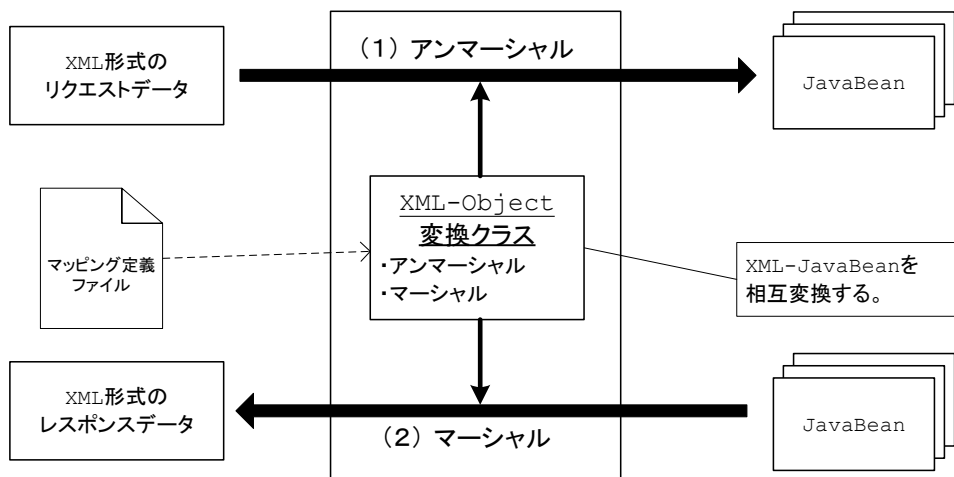 XML形式の
リクエストデータ
（1） アンマーシャル
JavaBean
マッピング定義
ファイル
XML-Object
変換クラス
・アンマーシャル
・マーシャル
XML-JavaBeanを
相互変換する。
XML形式の
レスポンスデータ
（2） マーシャル
JavaBean